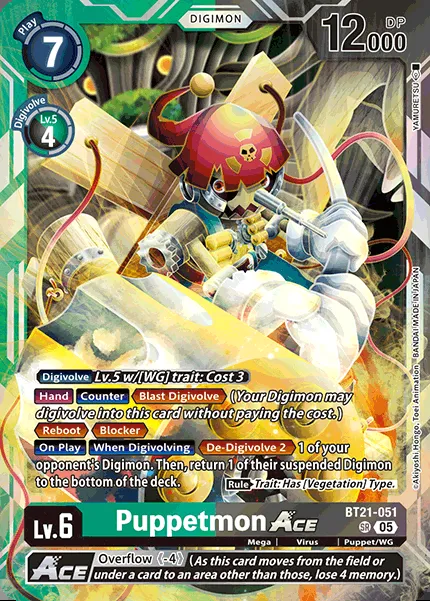 DIGIMON
Play
7
12000 DP
Digivolve
Lv.5
4
YAMURETSU
©Akiyoshi Hongo, Toei Animation. BANDAI MADE IN JAPAN
Digivolve Lv.5 w/[WG] trait: Cost 3
Hand Counter Blast Digivolve (Your Digimon may
digivolve into this card without paying the cost.)
Reboot Blocker
On Play When Digivolving De-Digivolve 2 1 of your
opponent's Digimon. Then, return 1 of their suspended Digimon
to the bottom of the deck. Rule Trait: Has [Vegetation] Type.
BT21-051
Lv.6 Puppetmon ACE SR 05
Mega | Virus | Puppet/WG
ACE Overflow 《-4》 (As this card moves from the field or
under a card to an area other than those, lose 4 memory.)